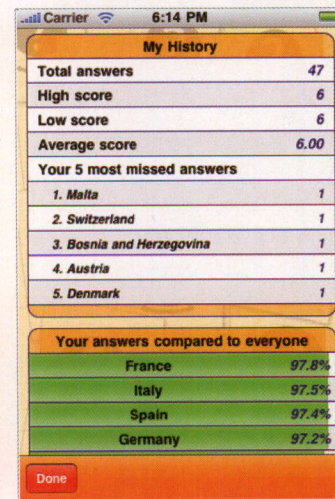 Carrier 6:14 PM
My History
Total answers 47
High score 6
Low score 6
Average score 6.00
Your 5 most missed answers
1. Malta 1
2. Switzerland 1
3. Bosnia and Herzegovina 1
4. Austria 1
5. Denmark 1
Your answers compared to everyone
France 97.8%
Italy 97.5%
Spain 97.4%
Germany 97.2%
Done